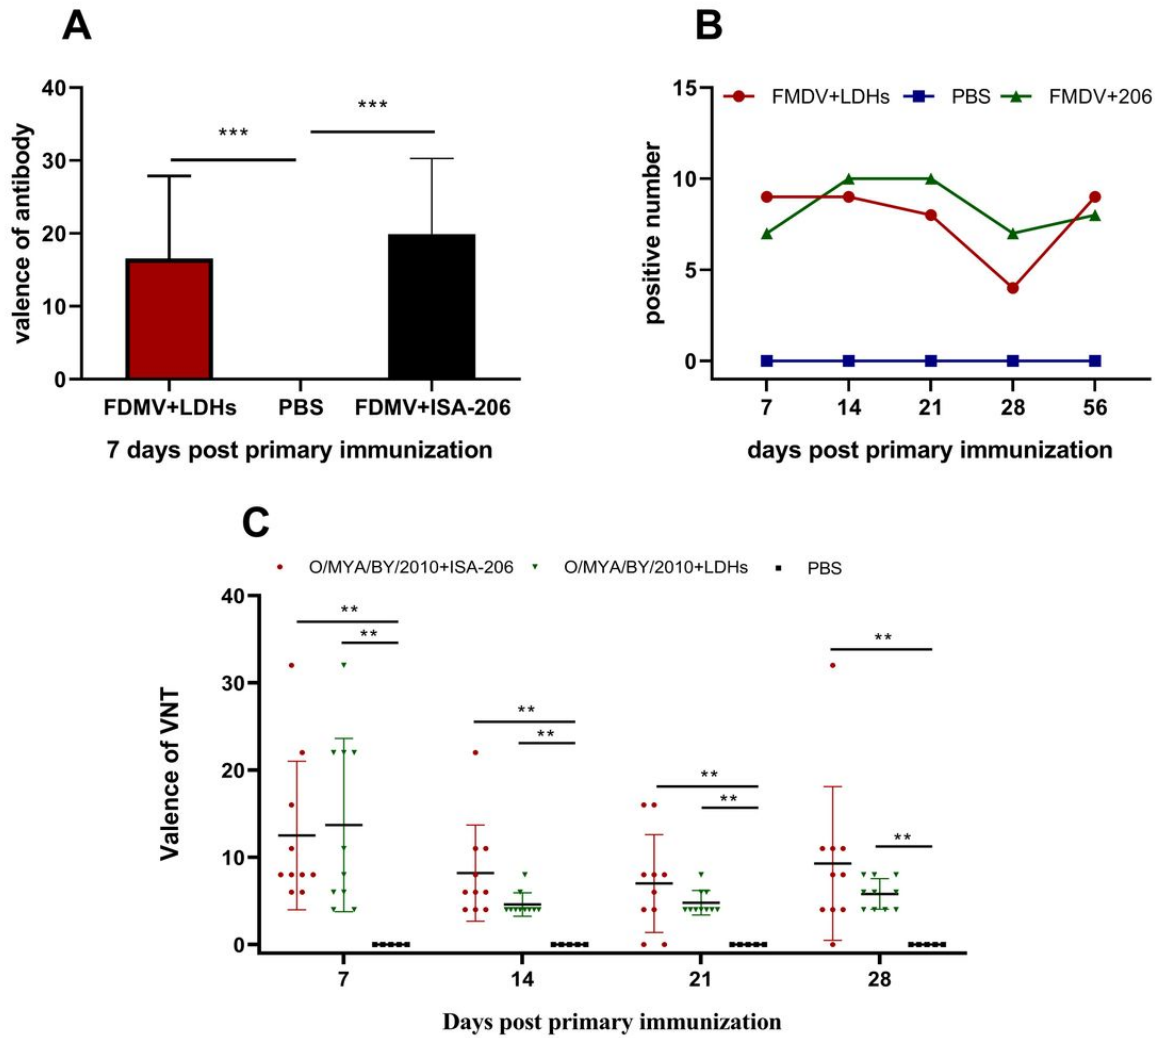 A
40
30
20
10
0
valence of antibody
***
***
FDMV+LDHs PBS FDMV+ISA-206
7 days post primary immunization
B
15
10
5
0
positive number
FMDV+LDHs PBS FMDV+206
7 14 21 28 56
days post primary immunization
C
O/MYA/BY/2010+ISA-206 O/MYA/BY/2010+LDHs PBS
40
30
20
10
0
Valence of VNT
**
**
**
**
**
**
**
**
7 14 21 28
Days post primary immunization